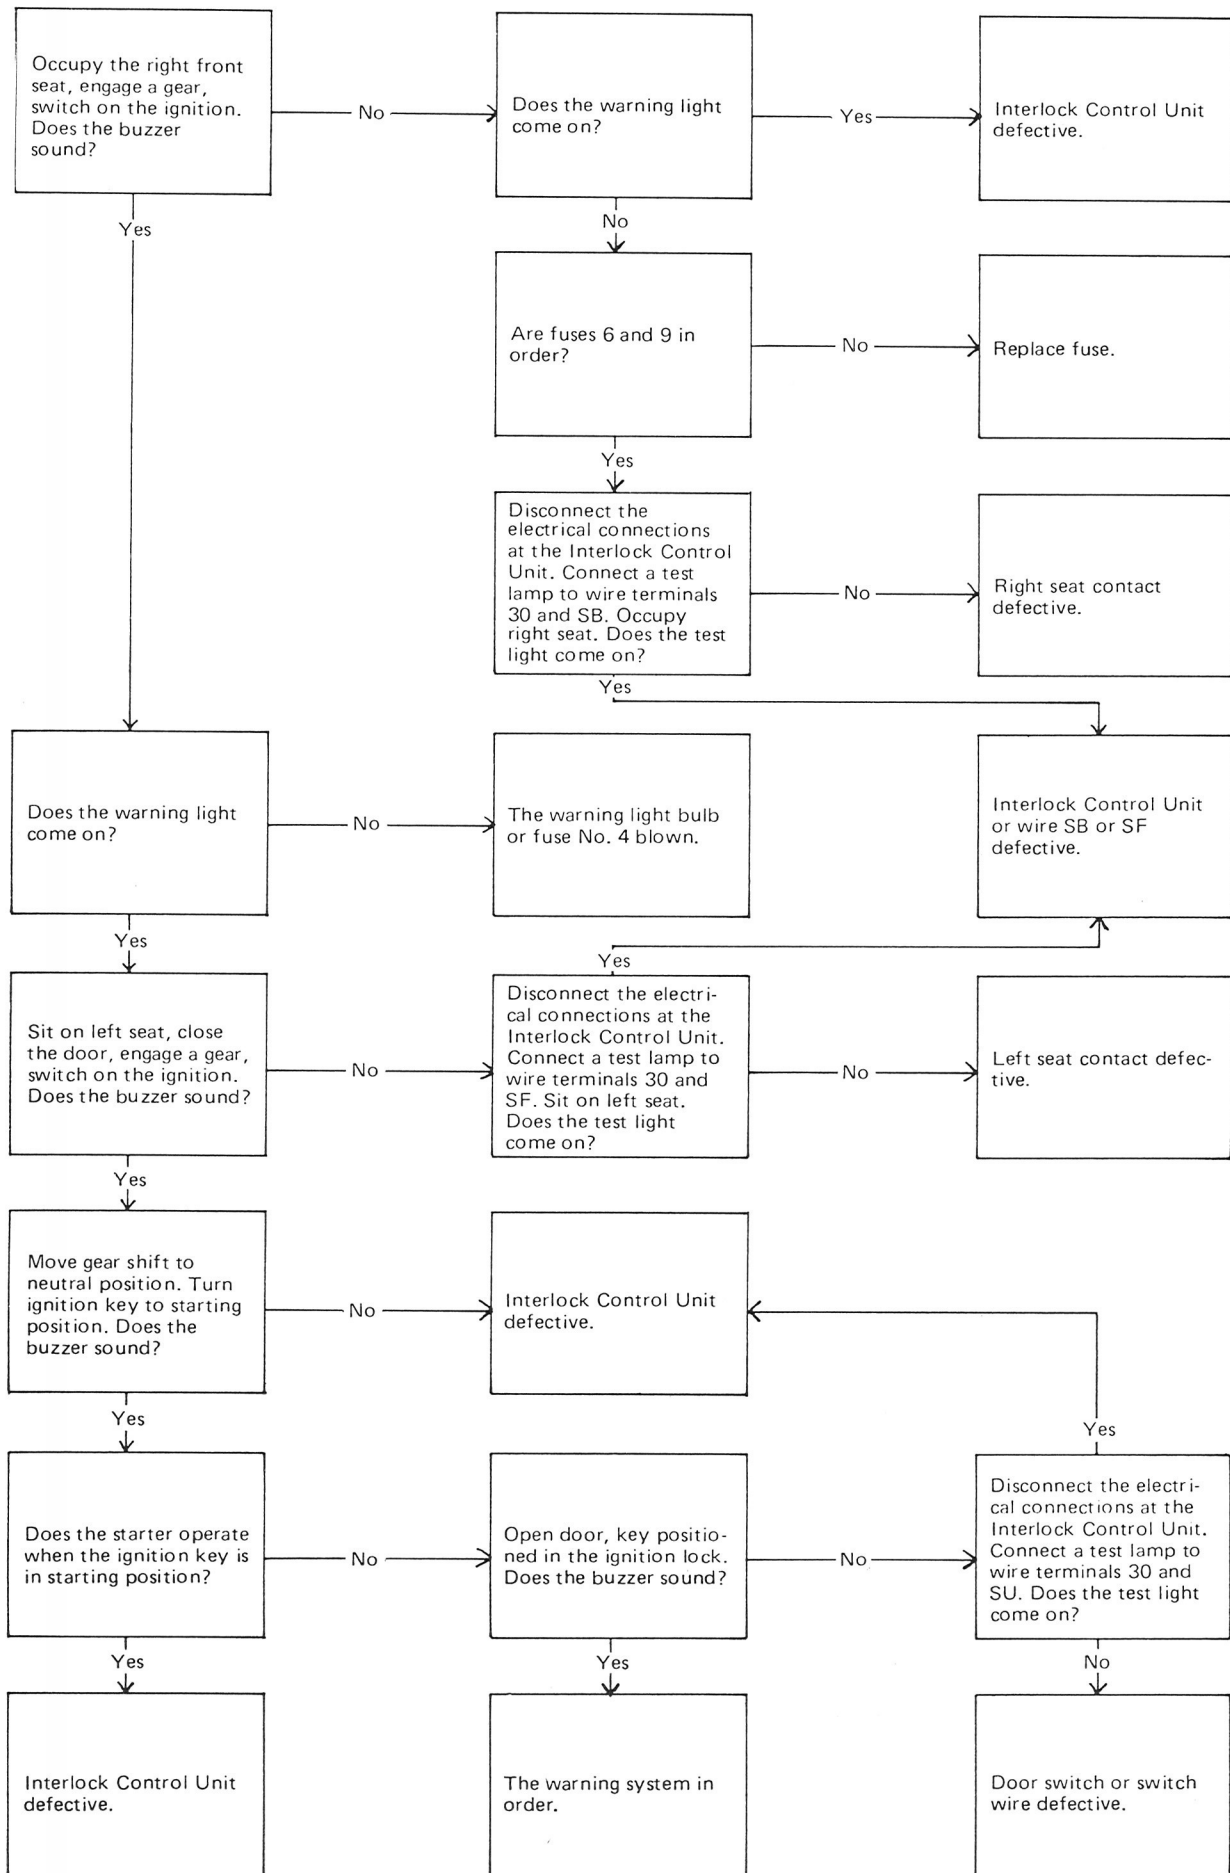 Occupy the right front
seat, engage a gear,
switch on the ignition.
Does the buzzer
sound?
No
Does the warning light
come on?
Yes
Interlock Control Unit
defective.
Yes
No
Are fuses 6 and 9 in
order?
No
Replace fuse.
Yes
Disconnect the
electrical connections
at the Interlock Control
Unit. Connect a test
lamp to wire terminals
30 and SB. Occupy
right seat. Does the test
light come on?
No
Right seat contact
defective.
Yes
Does the warning light
come on?
No
The warning light bulb
or fuse No. 4 blown.
Interlock Control Unit
or wire SB or SF
defective.
Yes
Yes
Sit on left seat, close
the door, engage a gear,
switch on the ignition.
Does the buzzer sound?
No
Disconnect the electri-
cal connections at the
Interlock Control Unit.
Connect a test lamp to
wire terminals 30 and
SF. Sit on left seat.
Does the test light
come on?
No
Left seat contact defec-
tive.
Yes
Move gear shift to
neutral position. Turn
ignition key to starting
position. Does the
buzzer sound?
No
Interlock Control Unit
defective.
Yes
Yes
Does the starter operate
when the ignition key is
in starting position?
No
Open door, key positio-
ned in the ignition lock.
Does the buzzer sound?
No
Disconnect the electri-
cal connections at the
Interlock Control Unit.
Connect a test lamp to
wire terminals 30 and
SU. Does the test light
come on?
Yes
Yes
No
Interlock Control Unit
defective.
The warning system in
order.
Door switch or switch
wire defective.